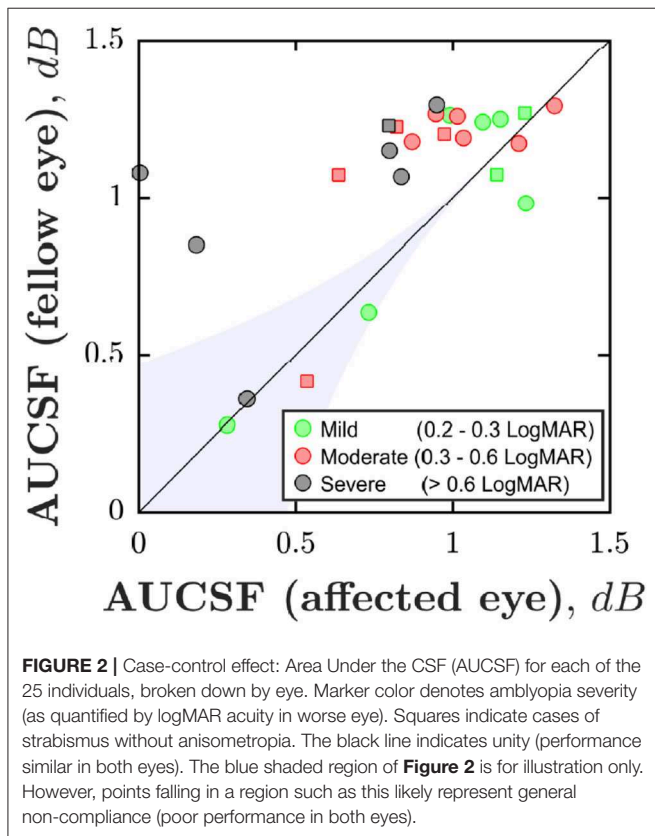 1.5
1
0.5
0
AUCSF (fellow eye), dB
Mild (0.2 - 0.3 LogMAR)
Moderate (0.3 - 0.6 LogMAR)
Severe (> 0.6 LogMAR)
0 0.5 1 1.5
AUCSF (affected eye), dB
FIGURE 2 | Case-control effect: Area Under the CSF (AUCSF) for each of the
25 individuals, broken down by eye. Marker color denotes amblyopia severity
(as quantified by logMAR acuity in worse eye). Squares indicate cases of
strabismus without anisometropia. The black line indicates unity (performance
similar in both eyes). The blue shaded region of Figure 2 is for illustration only.
However, points falling in a region such as this likely represent general
non-compliance (poor performance in both eyes).